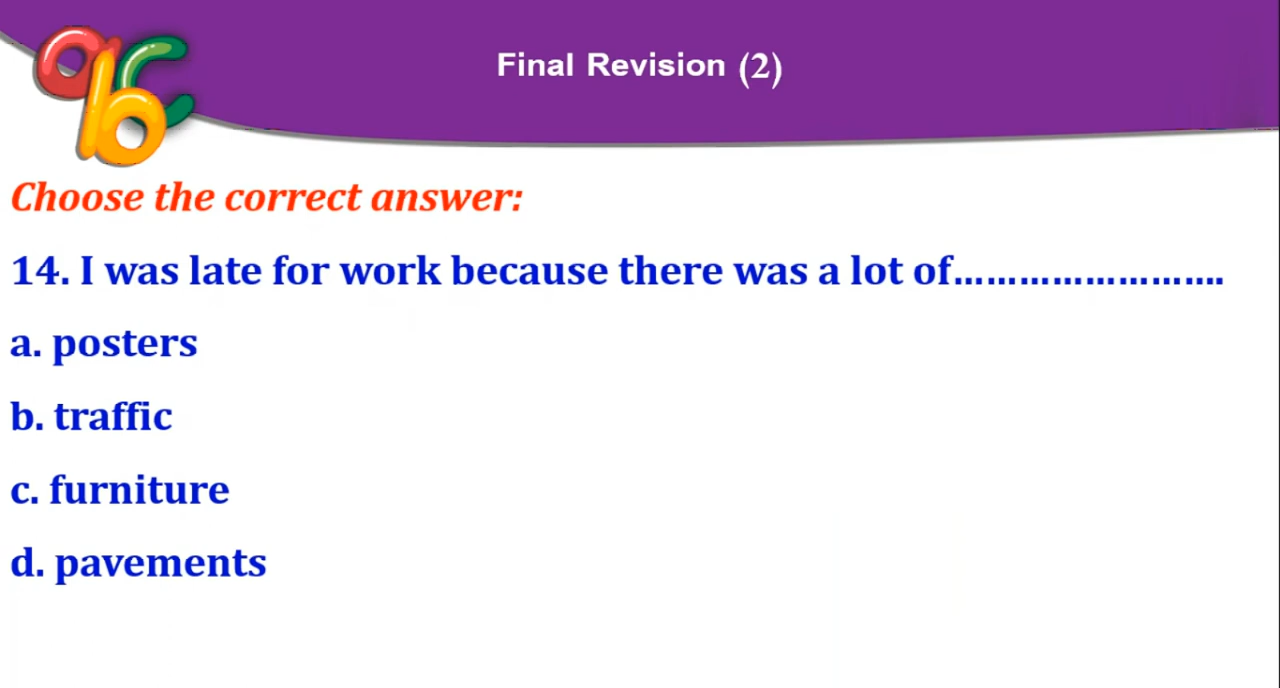 abc
Final Revision (2)
Choose the correct answer:
14. I was late for work because there was a lot of……………………..
a. posters
b. traffic
c. furniture
d. pavements